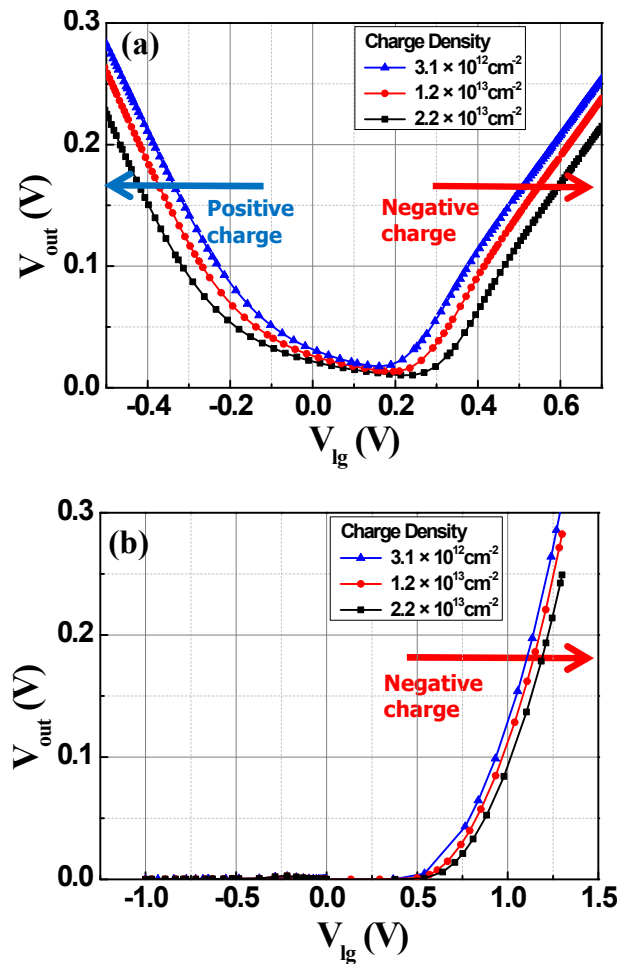 (a)
Charge Density
3.1 × 10¹²cm⁻²
1.2 × 10¹³cm⁻²
2.2 × 10¹³cm⁻²
Positive
charge
Negative
charge
0.3
0.2
0.1
0.0
V_out (V)
-0.4 -0.2 0.0 0.2 0.4 0.6
V_lg (V)
(b)
Charge Density
3.1 × 10¹²cm⁻²
1.2 × 10¹³cm⁻²
2.2 × 10¹³cm⁻²
Negative
charge
0.3
0.2
0.1
0.0
V_out (V)
-1.0 -0.5 0.0 0.5 1.0 1.5
V_lg (V)